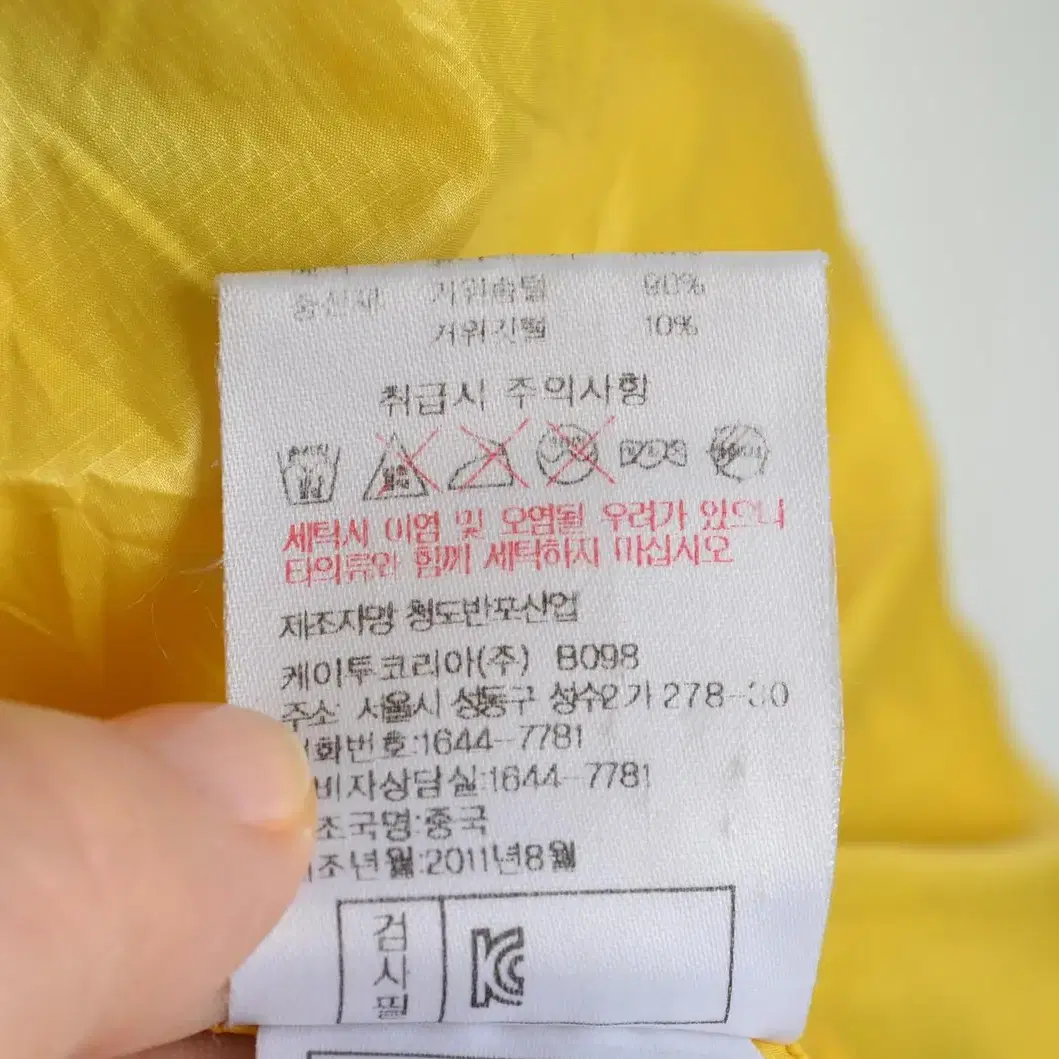 충전재 거위솜털 90%
거위깃털 10%
취급시 주의사항
세탁시 이염 및 오염될 우려가 있으니
타의류와 함께 세탁하지 마십시오
제조자명 청도반포산업
케이투코리아(주) B098
주소 서울시 성동구 성수2가 278-30
화번호:1644-7781
비자상담실:1644-7781
조국명:중국
조년월:2011년8월
검사필